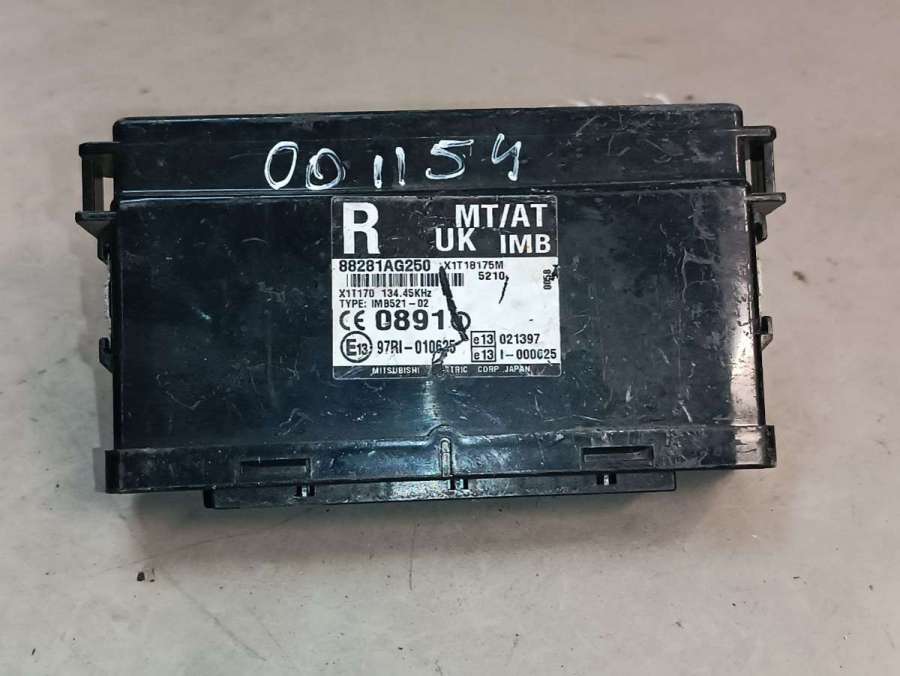 001154
R MT/AT
UK IMB
88281AG250 X1T18175M
5210
0058
X1T170 134.45KHz
TYPE: IMB521-02
CE 0891
E13 97RI-010625
e13 021397
e13 I-000625
MITSUBISHI CORP. JAPAN